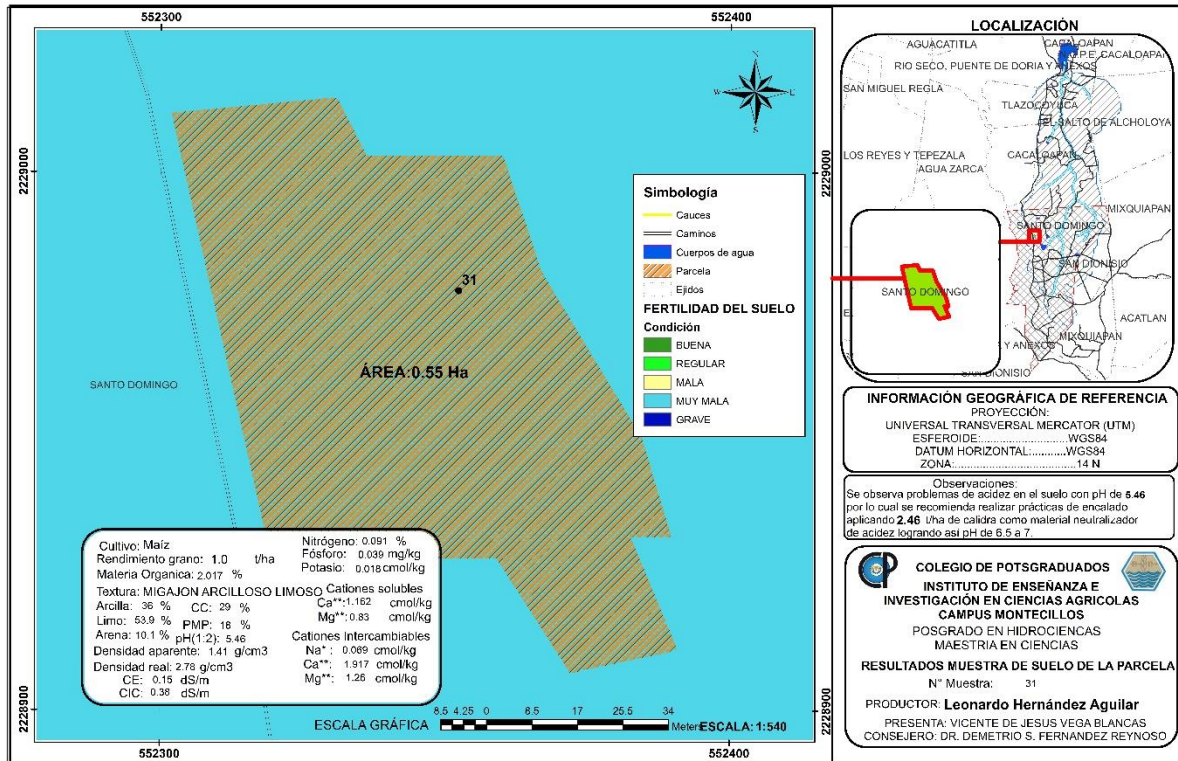 552300
552400
2229000
2229000
2228900
2228900
552300
552400
N
W
E
S
31
ÁREA:0.55 Ha
SANTO DOMINGO
Simbología
Cauces
Caminos
Cuerpos de agua
Parcela
Ejidos
FERTILIDAD DEL SUELO
Condición
BUENA
REGULAR
MALA
MUY MALA
GRAVE
Cultivo: Maíz
Rendimiento grano: 1.0 t/ha
Materia Organica: 2.017 %
Nitrógeno: 0.091 %
Fósforo: 0.039 mg/kg
Potasio: 0.018 cmol/kg
Textura: MIGAJON ARCILLOSO LIMOSO
Arcilla: 36 % CC: 29 %
Limo: 53.9 % PMP: 16 %
Arena: 10.1 % pH(1:2): 5.46
Densidad aparente: 1.41 g/cm3
Densidad real: 2.78 g/cm3
CE: 0.15 dS/m
CIC: 0.38 dS/m
Cationes solubles
Ca**: 1.162 cmol/kg
Mg**: 0.83 cmol/kg
Cationes Intercambiables
Na*: 0.069 cmol/kg
Ca**: 1.917 cmol/kg
Mg**: 1.26 cmol/kg
ESCALA GRÁFICA
8.5 4.25 0 8.5 17 25.5 34
Meters
ESCALA: 1:540
LOCALIZACIÓN
AGUACATITLA
CACALOAPAN
CACALOAPAN
RIO SECO, PUENTE DE DORIA Y ANEXOS
SAN MIGUEL REGLA
TLAZOCOYUCA
EL SALTO DE ALCHOLOYA
LOS REYES Y TEPEZALA
CACALOAPAN
AGUA ZARCA
MIXQUIAPAN
SANTO DOMINGO
SAN DIONISIO
SANTO DOMINGO
ACATLAN
MIXQUIAPAN
Y ANEXOS
SAN DIONISIO
INFORMACIÓN GEOGRÁFICA DE REFERENCIA
PROYECCIÓN:
UNIVERSAL TRANSVERSAL MERCATOR (UTM)
ESFEROIDE:........................WGS84
DATUM HORIZONTAL:...........WGS84
ZONA:......................................14 N
Observaciones:
Se observa problemas de acidez en el suelo con pH de 5.46
por lo cual se recomienda realizar prácticas de encalado
aplicando 2.46 t/ha de calidra como material neutralizador
de acidez logrando así pH de 6.5 a 7.
CP
COLEGIO DE POTSGRADUADOS
INSTITUTO DE ENSEÑANZA E
INVESTIGACIÓN EN CIENCIAS AGRICOLAS
CAMPUS MONTECILLOS
POSGRADO EN HIDROCIENCAS
MAESTRIA EN CIENCIAS
RESULTADOS MUESTRA DE SUELO DE LA PARCELA
N° Muestra: 31
PRODUCTOR: Leonardo Hernández Aguilar
PRESENTA: VICENTE DE JESUS VEGA BLANCAS
CONSEJERO: DR. DEMETRIO S. FERNANDEZ REYNOSO